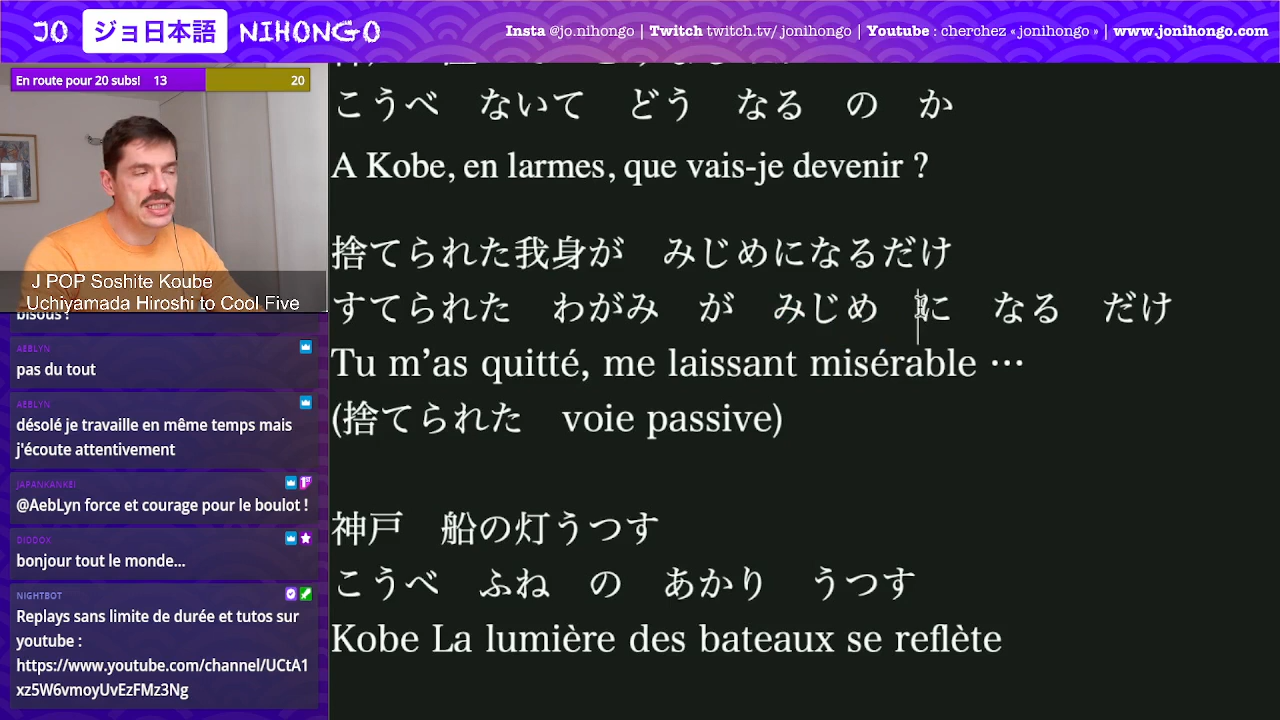 JO ジョ日本語 NIHONGO
Insta @jo.nihongo | Twitch twitch.tv/jonihongo | Youtube : cherchez « jonihongo » | www.jonihongo.com
En route pour 20 subs! 13 20
J POP Soshite Koube
Uchiyamada Hiroshi to Cool Five
bisous !
AEBLYN
pas du tout
AEBLYN
désolé je travaille en même temps mais
j'écoute attentivement
JAPANKANKEI
@AebLyn force et courage pour le boulot !
DIDDOX
bonjour tout le monde...
NIGHTBOT
Replays sans limite de durée et tutos sur
youtube :
https://www.youtube.com/channel/UCtA1
xz5W6vmoyUvEzFMz3Ng
こうべ　ないて　どう　なる　の　か
A Kobe, en larmes, que vais-je devenir ?
捨てられた我身が　みじめになるだけ
すてられた　わがみ　が　みじめ　に　なる　だけ
Tu m’as quitté, me laissant misérable …
(捨てられた　voie passive)
神戸　船の灯うつす
こうべ　ふね　の　あかり　うつす
Kobe La lumière des bateaux se reflète